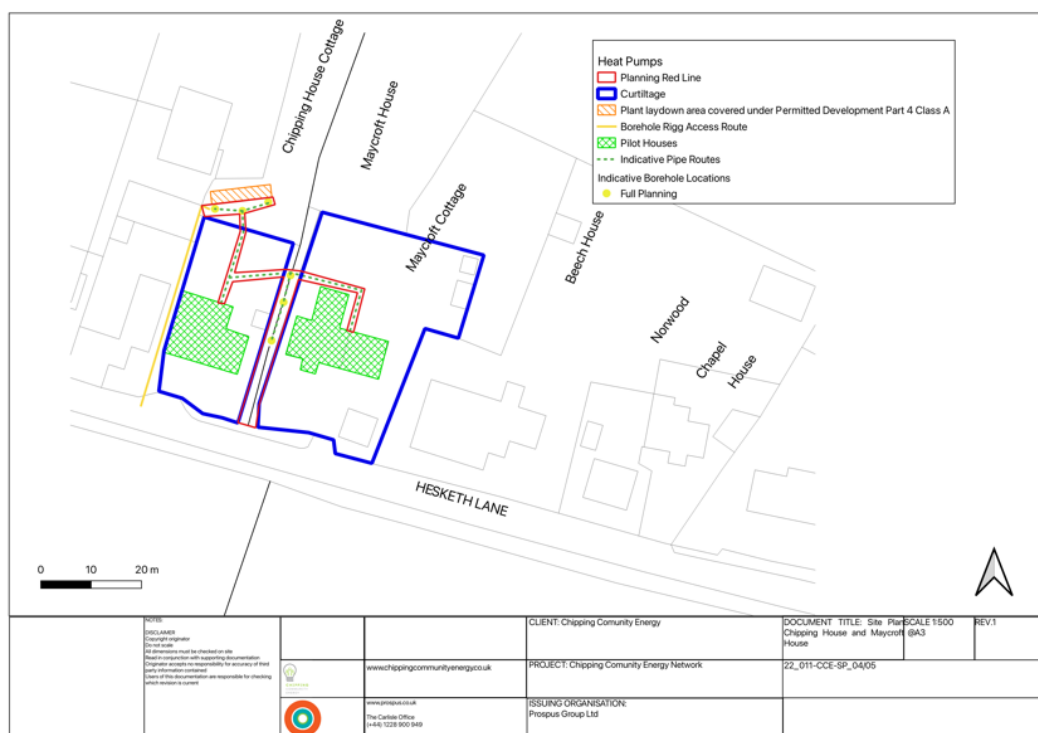 Chipping House Cottage
Maycroft House
Maycroft Cottage
Beech House
Norwood
Chapel
House
HESKETH LANE
Heat Pumps
Planning Red Line
Curtiltage
Plant laydown area covered under Permitted Development Part 4 Class A
Borehole Rigg Access Route
Pilot Houses
Indicative Pipe Routes
Indicative Borehole Locations
Full Planning
0 10 20 m
NOTES:
DISCLAIMER
Copyright originator
Do not scale
All dimensions must be checked on site
Read in conjunction with supporting documentation
Originator accepts no responsibility for accuracy of third
party information contained
Users of this documentation are responsible for checking
which revision is current
www.chippingcommunityenergy.co.uk
www.prospus.co.uk
The Carlisle Office
(+44) 1228 900 949
CLIENT: Chipping Comunity Energy
PROJECT: Chipping Comunity Energy Network
ISSUING ORGANISATION:
Prospus Group Ltd
DOCUMENT TITLE: Site Plan
Chipping House and Maycroft
House
SCALE 1:500
@A3
REV.1
22_011-CCE-SP_04/05